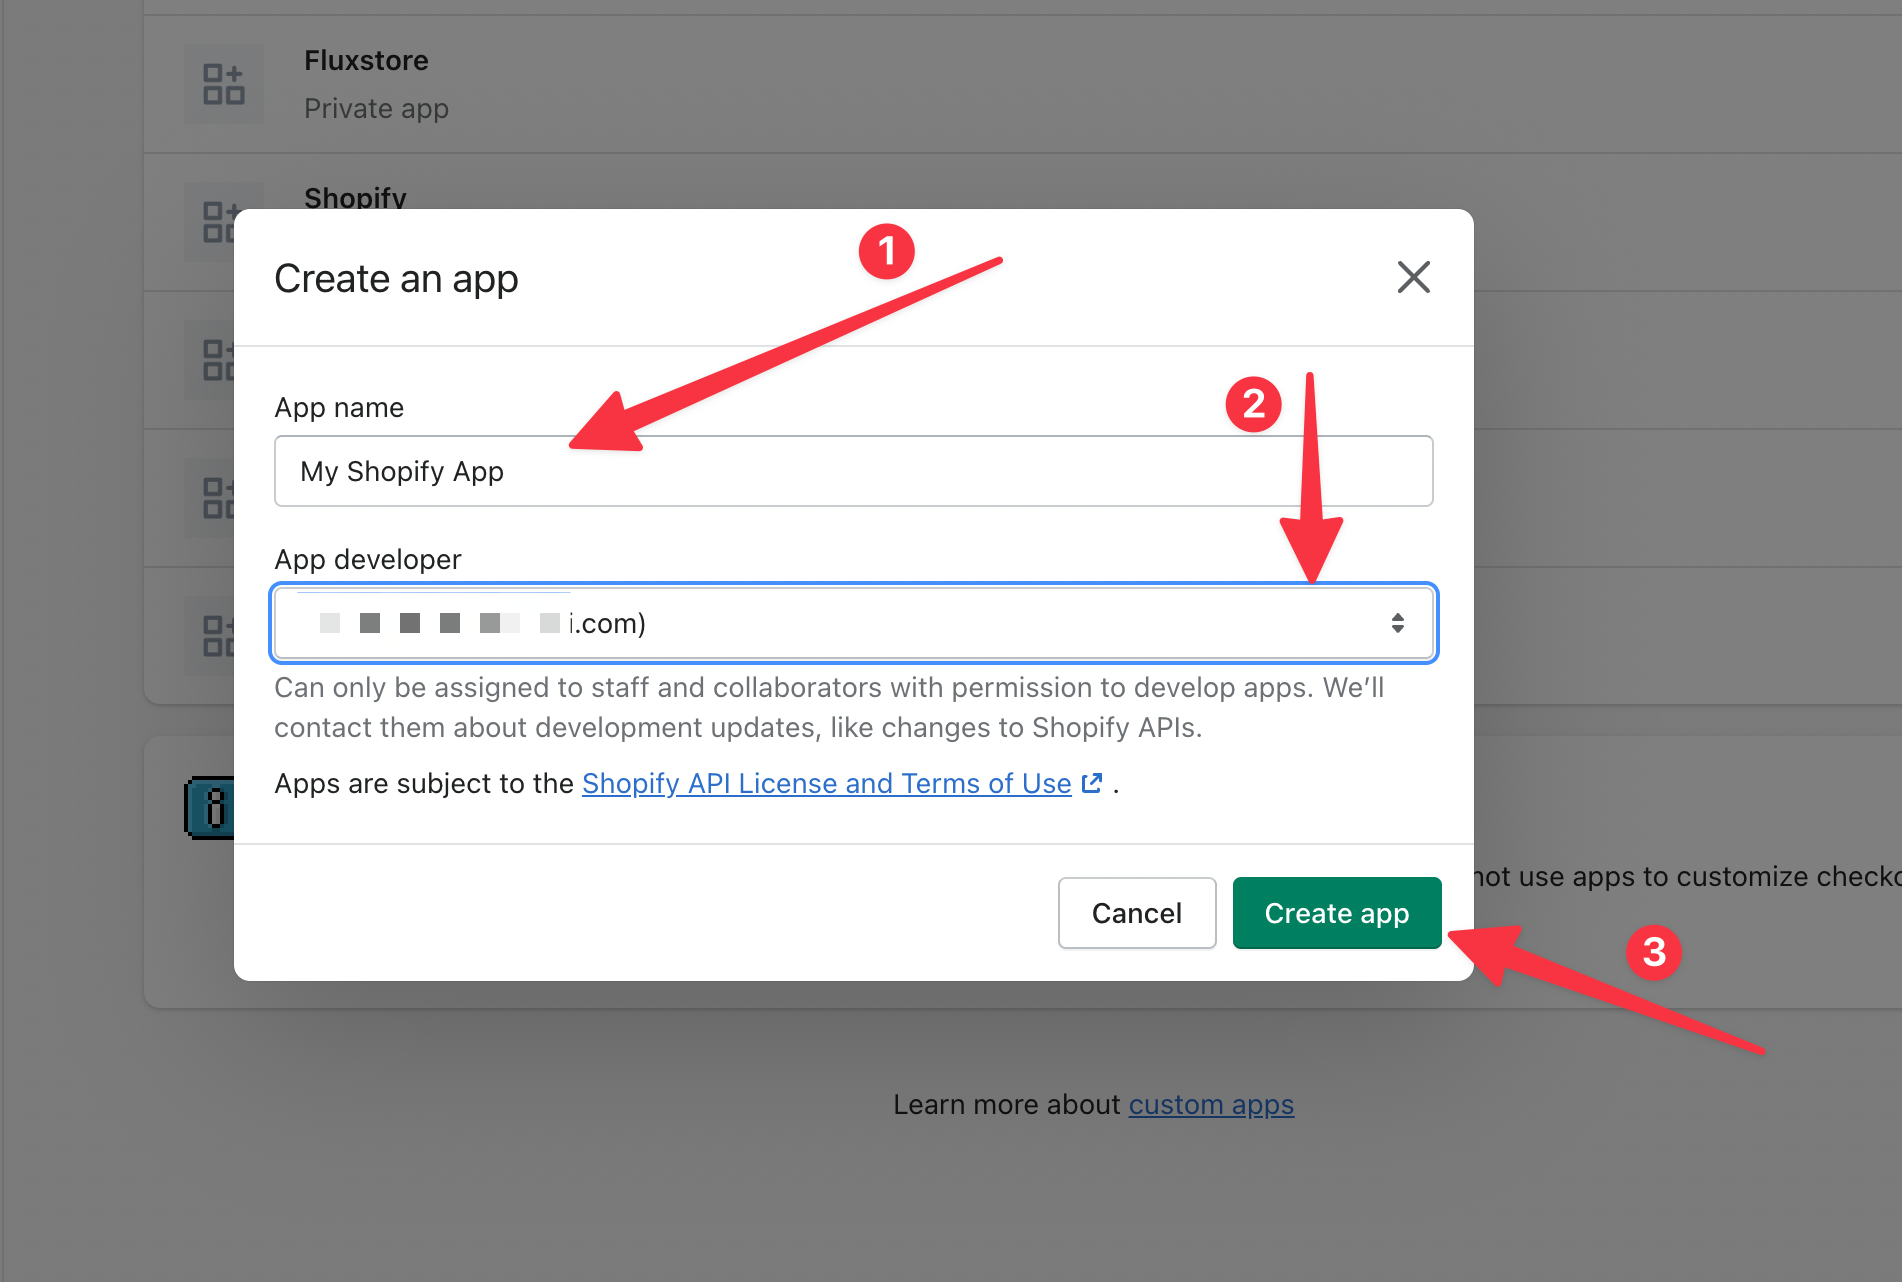 Fluxstore
Private app
Shopify
1
Create an app
2
App name
My Shopify App
App developer
i.com)
Can only be assigned to staff and collaborators with permission to develop apps. We’ll
contact them about development updates, like changes to Shopify APIs.
Apps are subject to the Shopify API License and Terms of Use .
not use apps to customize checko
Cancel
Create app
3
Learn more about custom apps